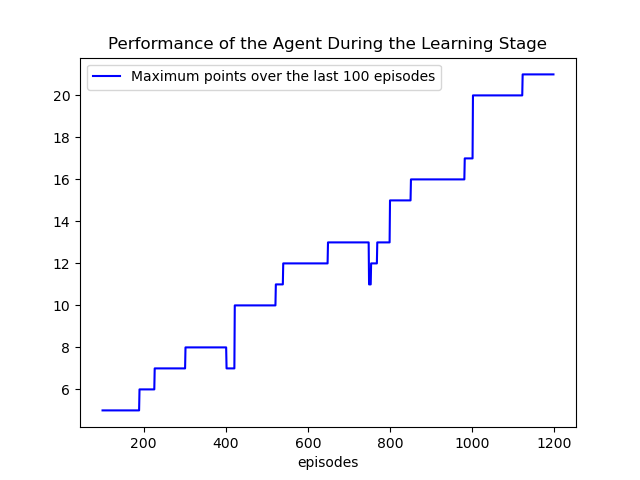 Performance of the Agent During the Learning Stage
Maximum points over the last 100 episodes
20
18
16
14
12
10
8
6
200 400 600 800 1000 1200
episodes